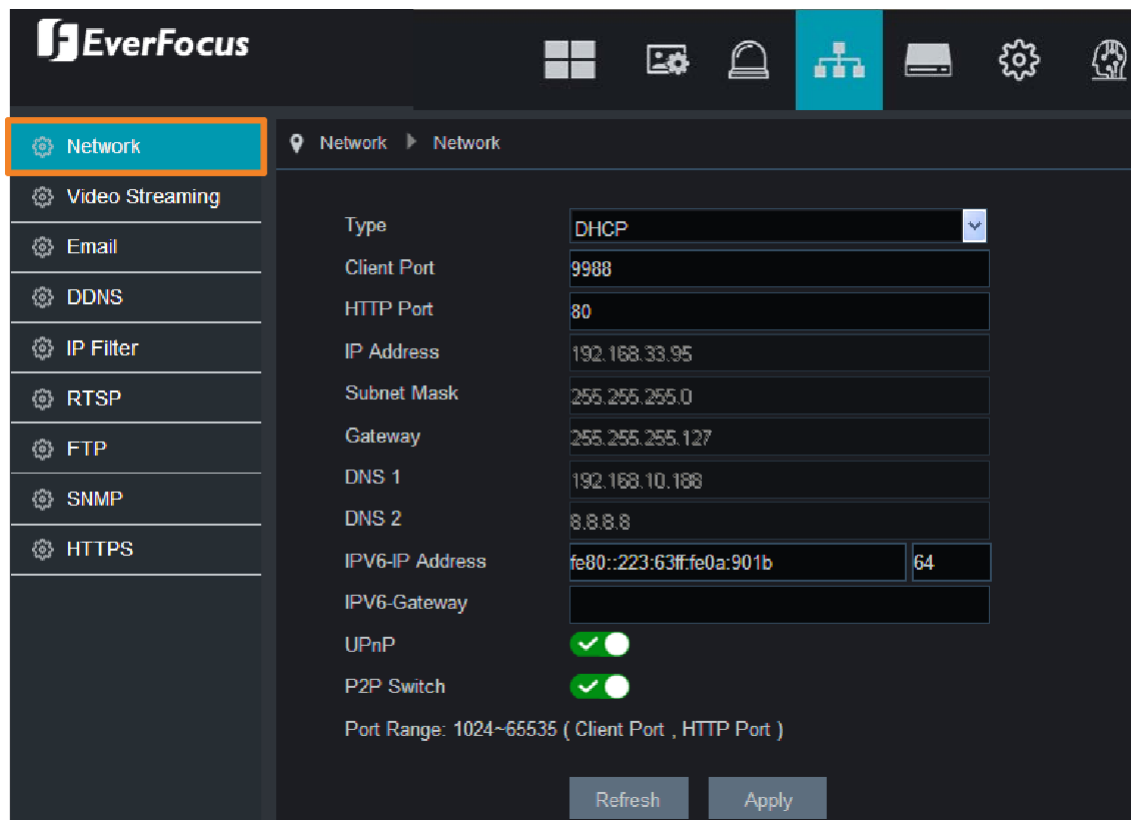 EverFocus
Network
Video Streaming
Email
DDNS
IP Filter
RTSP
FTP
SNMP
HTTPS
Network Network
Type DHCP
Client Port 9988
HTTP Port 80
IP Address 192.168.33.95
Subnet Mask 255.255.255.0
Gateway 255.255.255.127
DNS 1 192.168.10.188
DNS 2 8.8.8.8
IPV6-IP Address fe80::223:63ff:fe0a:901b 64
IPV6-Gateway
UPnP
P2P Switch
Port Range: 1024~65535 ( Client Port , HTTP Port )
Refresh Apply